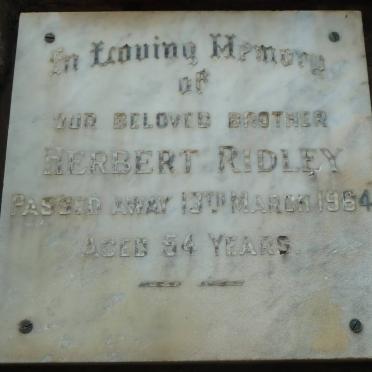 In Loving Memory
of
OUR BELOVED BROTHER
HERBERT RIDLEY
PASSED AWAY 13TH MARCH 1964
AGED 54 YEARS.